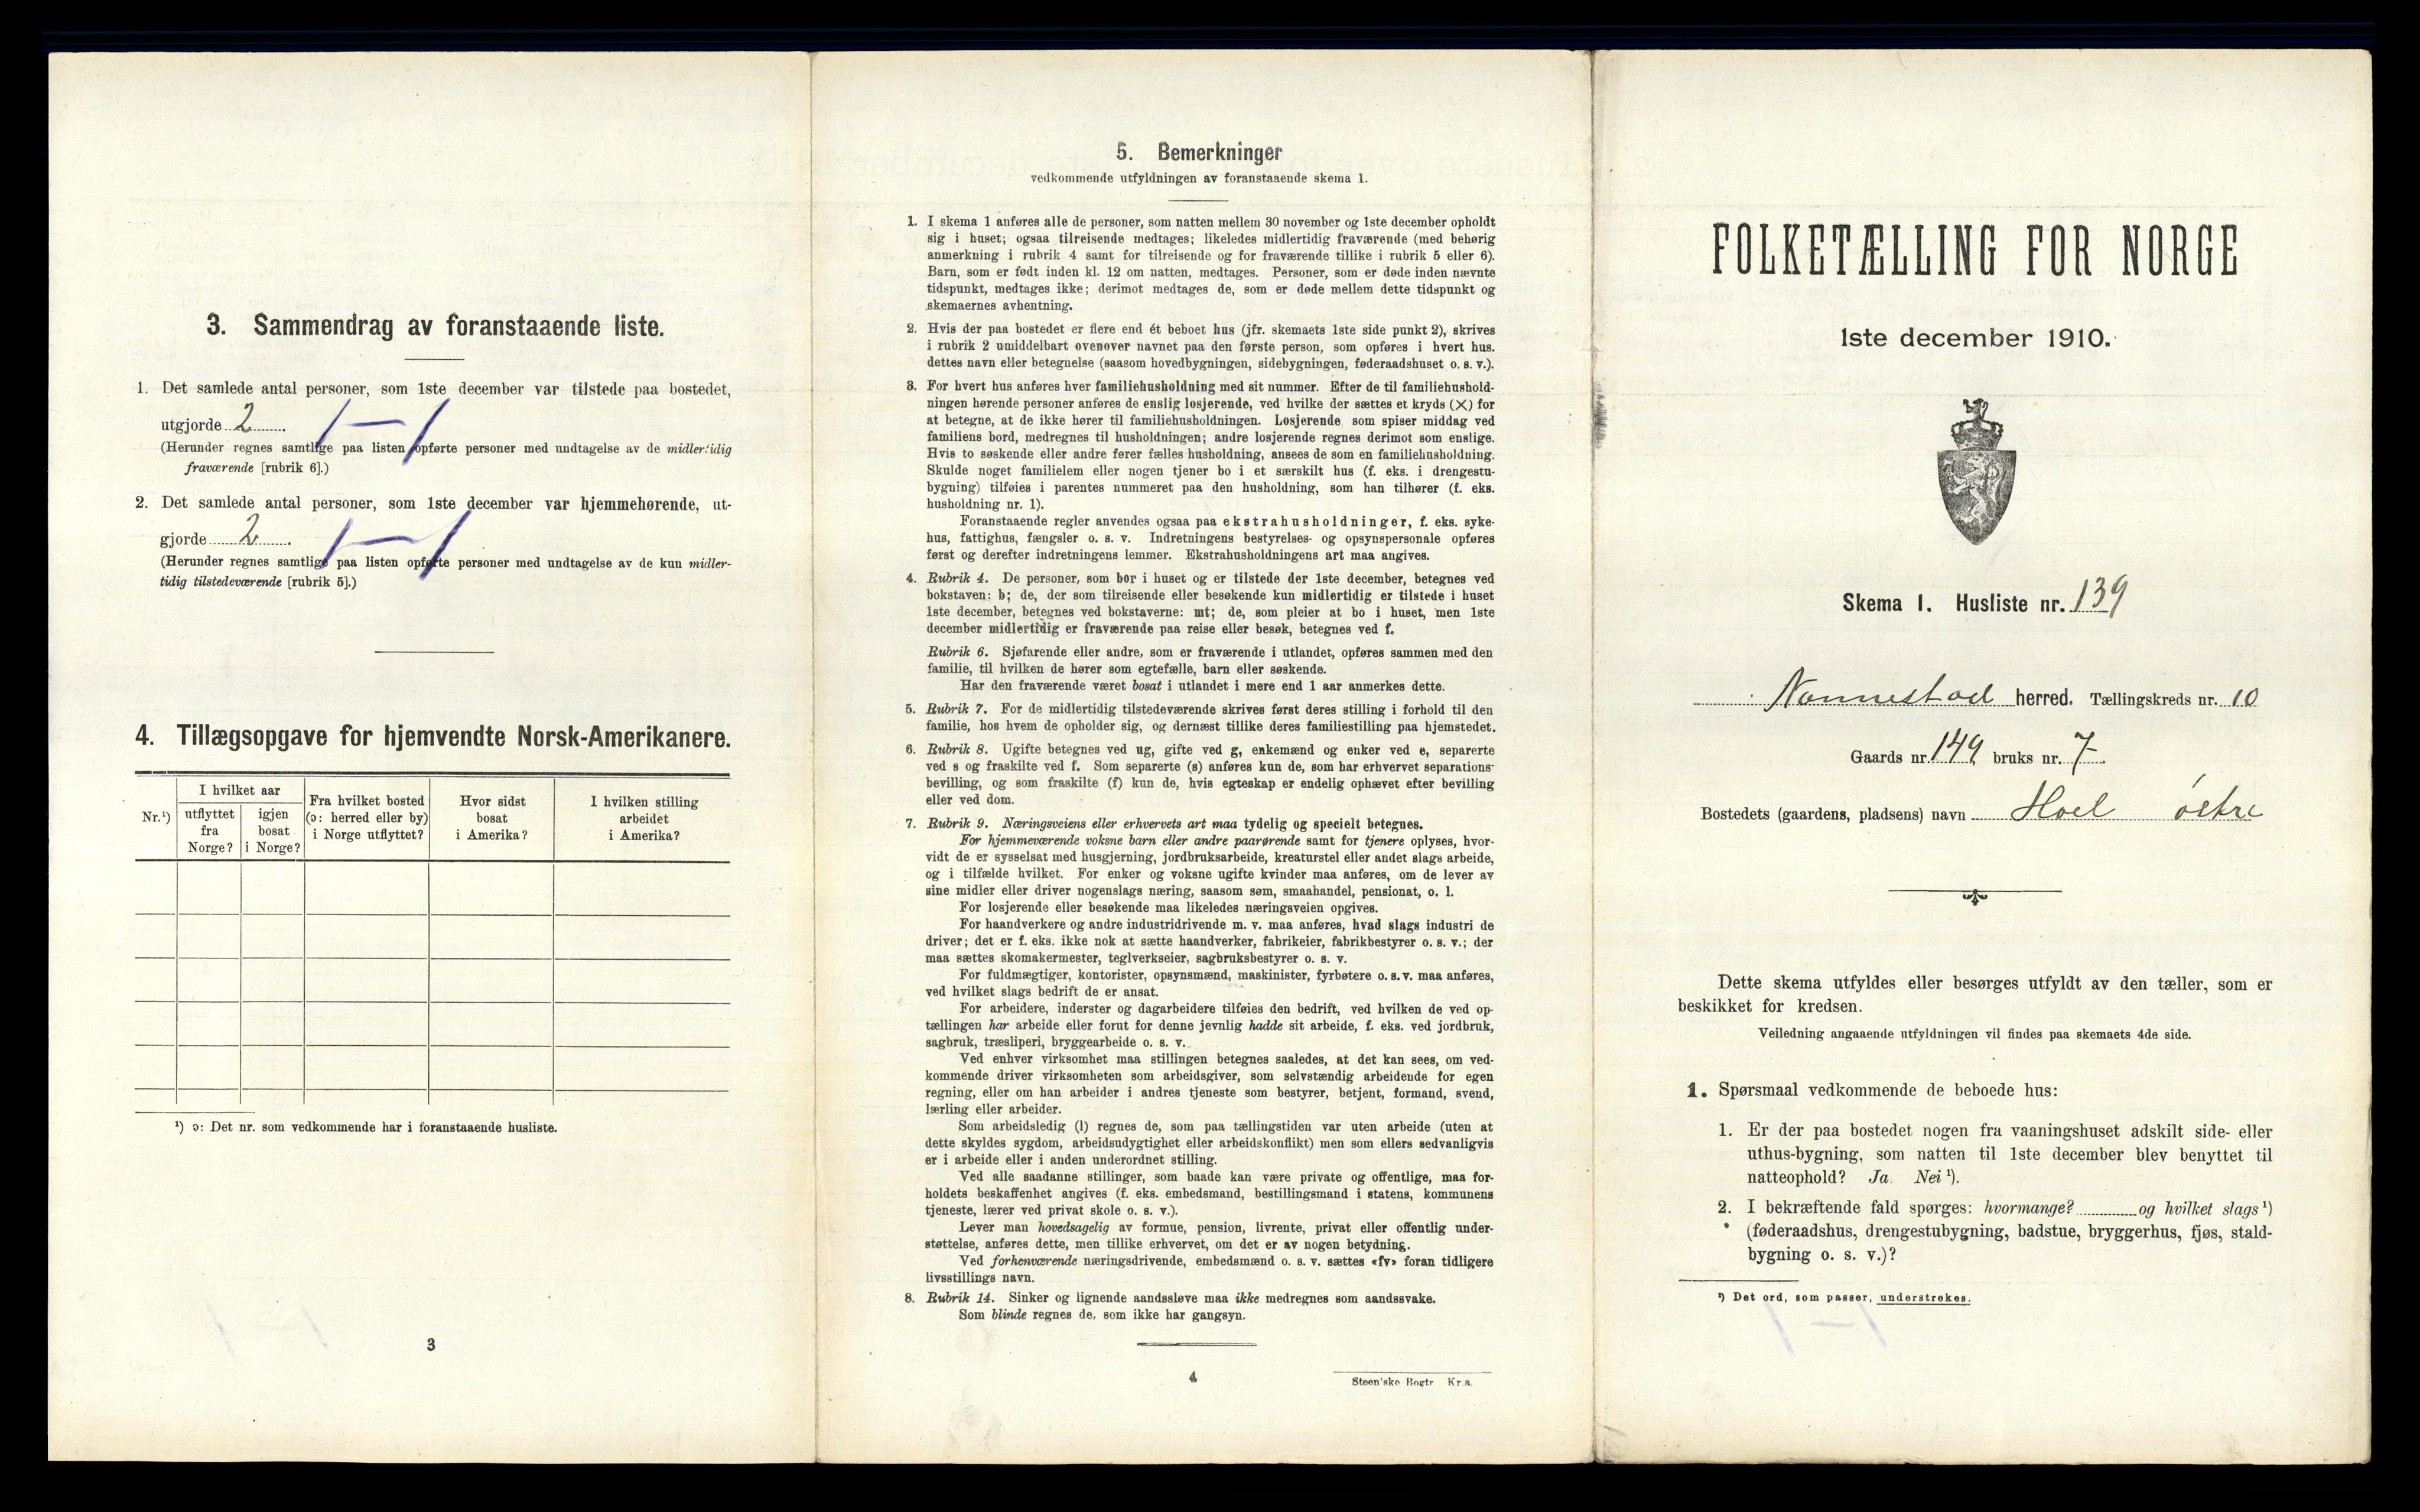 3. Sammendrag av foranstaaende liste.
1. Det samlede antal personer, som 1ste december var tilstede paa bostedet,
utgjorde 2 1—1
(Herunder regnes samtlige paa listen opførte personer med undtagelse av de midlertidig
fraværende [rubrik 6].)
2. Det samlede antal personer, som 1ste december var hjemmehørende, ut-
gjorde 2 1—1
(Herunder regnes samtlige paa listen opførte personer med undtagelse av de kun midler-
tidig tilstedeværende [rubrik 5].)
4. Tillægsopgave for hjemvendte Norsk-Amerikanere.
Nr.¹)
I hvilket aar
utflyttet
fra
Norge?
igjen
bosat
i Norge?
Fra hvilket bosted
(ɔ: herred eller by)
i Norge utflyttet?
Hvor sidst
bosat
i Amerika?
I hvilken stilling
arbeidet
i Amerika?
¹) ɔ: Det nr. som vedkommende har i foranstaaende husliste.
3
5. Bemerkninger
vedkommende utfyldningen av foranstaaende skema 1.
1. I skema 1 anføres alle de personer, som natten mellem 30 november og 1ste december opholdt
sig i huset; ogsaa tilreisende medtages; likeledes midlertidig fraværende (med behørig
anmerkning i rubrik 4 samt for tilreisende og for fraværende tillike i rubrik 5 eller 6).
Barn, som er født inden kl. 12 om natten, medtages. Personer, som er døde inden nævnte
tidspunkt, medtages ikke; derimot medtages de, som er døde mellem dette tidspunkt og
skemaernes avhentning.
2. Hvis der paa bostedet er flere end ét beboet hus (jfr. skemaets 1ste side punkt 2), skrives
i rubrik 2 umiddelbart ovenover navnet paa den første person, som opføres i hvert hus.
dettes navn eller betegnelse (saasom hovedbygningen, sidebygningen, føderaadshuset o. s. v.).
3. For hvert hus anføres hver familiehusholdning med sit nummer. Efter de til familiehushold-
ningen hørende personer anføres de enslig losjerende, ved hvilke der sættes et kryds (×) for
at betegne, at de ikke hører til familiehusholdningen. Losjerende som spiser middag ved
familiens bord, medregnes til husholdningen; andre losjerende regnes derimot som enslige.
Hvis to søskende eller andre fører fælles husholdning, ansees de som en familiehusholdning.
Skulde noget familielem eller nogen tjener bo i et særskilt hus (f. eks. i drengestu-
bygning) tilføies i parentes nummeret paa den husholdning, som han tilhører (f. eks.
husholdning nr. 1).
Foranstaaende regler anvendes ogsaa paa ekstrahusholdninger, f. eks. syke-
hus, fattighus, fængsler o. s. v. Indretningens bestyrelses- og opsynspersonale opføres
først og derefter indretningens lemmer. Ekstrahusholdningens art maa angives.
4. Rubrik 4. De personer, som bor i huset og er tilstede der 1ste december, betegnes ved
bokstaven: b; de, der som tilreisende eller besøkende kun midlertidig er tilstede i huset
1ste december, betegnes ved bokstaverne: mt; de, som pleier at bo i huset, men 1ste
december midlertidig er fraværende paa reise eller besøk, betegnes ved f.
Rubrik 6. Sjøfarende eller andre, som er fraværende i utlandet, opføres sammen med den
familie, til hvilken de hører som egtefælle, barn eller søskende.
Har den fraværende været bosat i utlandet i mere end 1 aar anmerkes dette.
5. Rubrik 7. For de midlertidig tilstedeværende skrives først deres stilling i forhold til den
familie, hos hvem de opholder sig, og dernæst tillike deres familiestilling paa hjemstedet.
6. Rubrik 8. Ugifte betegnes ved ug, gifte ved g, enkemænd og enker ved e, separerte
ved s og fraskilte ved f. Som separerte (s) anføres kun de, som har erhvervet separations-
bevilling, og som fraskilte (f) kun de, hvis egteskap er endelig ophævet efter bevilling
eller ved dom.
7. Rubrik 9. Næringsveiens eller erhvervets art maa tydelig og specielt betegnes.
For hjemmeværende voksne barn eller andre paarørende samt for tjenere oplyses, hvor-
vidt de er sysselsat med husgjerning, jordbruksarbeide, kreaturstel eller andet slags arbeide,
og i tilfælde hvilket. For enker og voksne ugifte kvinder maa anføres, om de lever av
sine midler eller driver nogenslags næring, saasom søm, smaahandel, pensionat, o. l.
For losjerende eller besøkende maa likeledes næringsveien opgives.
For haandverkere og andre industridrivende m. v. maa anføres, hvad slags industri de
driver; det er f. eks. ikke nok at sætte haandverker, fabrikeier, fabrikbestyrer o. s. v.; der
maa sættes skomakermester, teglverkseier, sagbruksbestyrer o. s. v.
For fuldmægtiger, kontorister, opsynsmænd, maskinister, fyrbøtere o. s. v. maa anføres,
ved hvilket slags bedrift de er ansat.
For arbeidere, inderster og dagarbeidere tilføies den bedrift, ved hvilken de ved op-
tællingen har arbeide eller forut for denne jevnlig hadde sit arbeide, f. eks. ved jordbruk,
sagbruk, træsliperi, bryggearbeide o. s. v.
Ved enhver virksomhet maa stillingen betegnes saaledes, at det kan sees, om ved-
kommende driver virksomheten som arbeidsgiver, som selvstændig arbeidende for egen
regning, eller om han arbeider i andres tjeneste som bestyrer, betjent, formand, svend,
lærling eller arbeider.
Som arbeidsledig (l) regnes de, som paa tællingstiden var uten arbeide (uten at
dette skyldes sygdom, arbeidsudygtighet eller arbeidskonflikt) men som ellers sedvanligvis
er i arbeide eller i anden underordnet stilling.
Ved alle saadanne stillinger, som baade kan være private og offentlige, maa for-
holdets beskaffenhet angives (f. eks. embedsmand, bestillingsmand i statens, kommunens
tjeneste, lærer ved privat skole o. s. v.).
Lever man hovedsagelig av formue, pension, livrente, privat eller offentlig under-
støttelse, anføres dette, men tillike erhvervet, om det er av nogen betydning.
Ved forhenværende næringsdrivende, embedsmænd o. s. v. sættes «fv» foran tidligere
livsstillings navn.
8. Rubrik 14. Sinker og lignende aandssløve maa ikke medregnes som aandssvake.
Som blinde regnes de, som ikke har gangsyn.
4
Steen'ske Bogtr Kr.a.
FOLKETÆLLING FOR NORGE
1ste december 1910.
Skema 1. Husliste nr. 139
Nannestad herred. Tællingskreds nr. 10
Gaards nr. 149 bruks nr. 7.
Bostedets (gaardens, pladsens) navn Hoel östre
Dette skema utfyldes eller besørges utfyldt av den tæller, som er
beskikket for kredsen.
Veiledning angaaende utfyldningen vil findes paa skemaets 4de side.
1. Spørsmaal vedkommende de beboede hus:
1. Er der paa bostedet nogen fra vaaningshuset adskilt side- eller
uthus-bygning, som natten til 1ste december blev benyttet til
natteophold? Ja. Nei ¹).
2. I bekræftende fald spørges: hvormange? og hvilket slags ¹)
(føderaadshus, drengestubygning, badstue, bryggerhus, fjøs, stald-
bygning o. s. v.)?
¹) Det ord, som passer, understrekes.